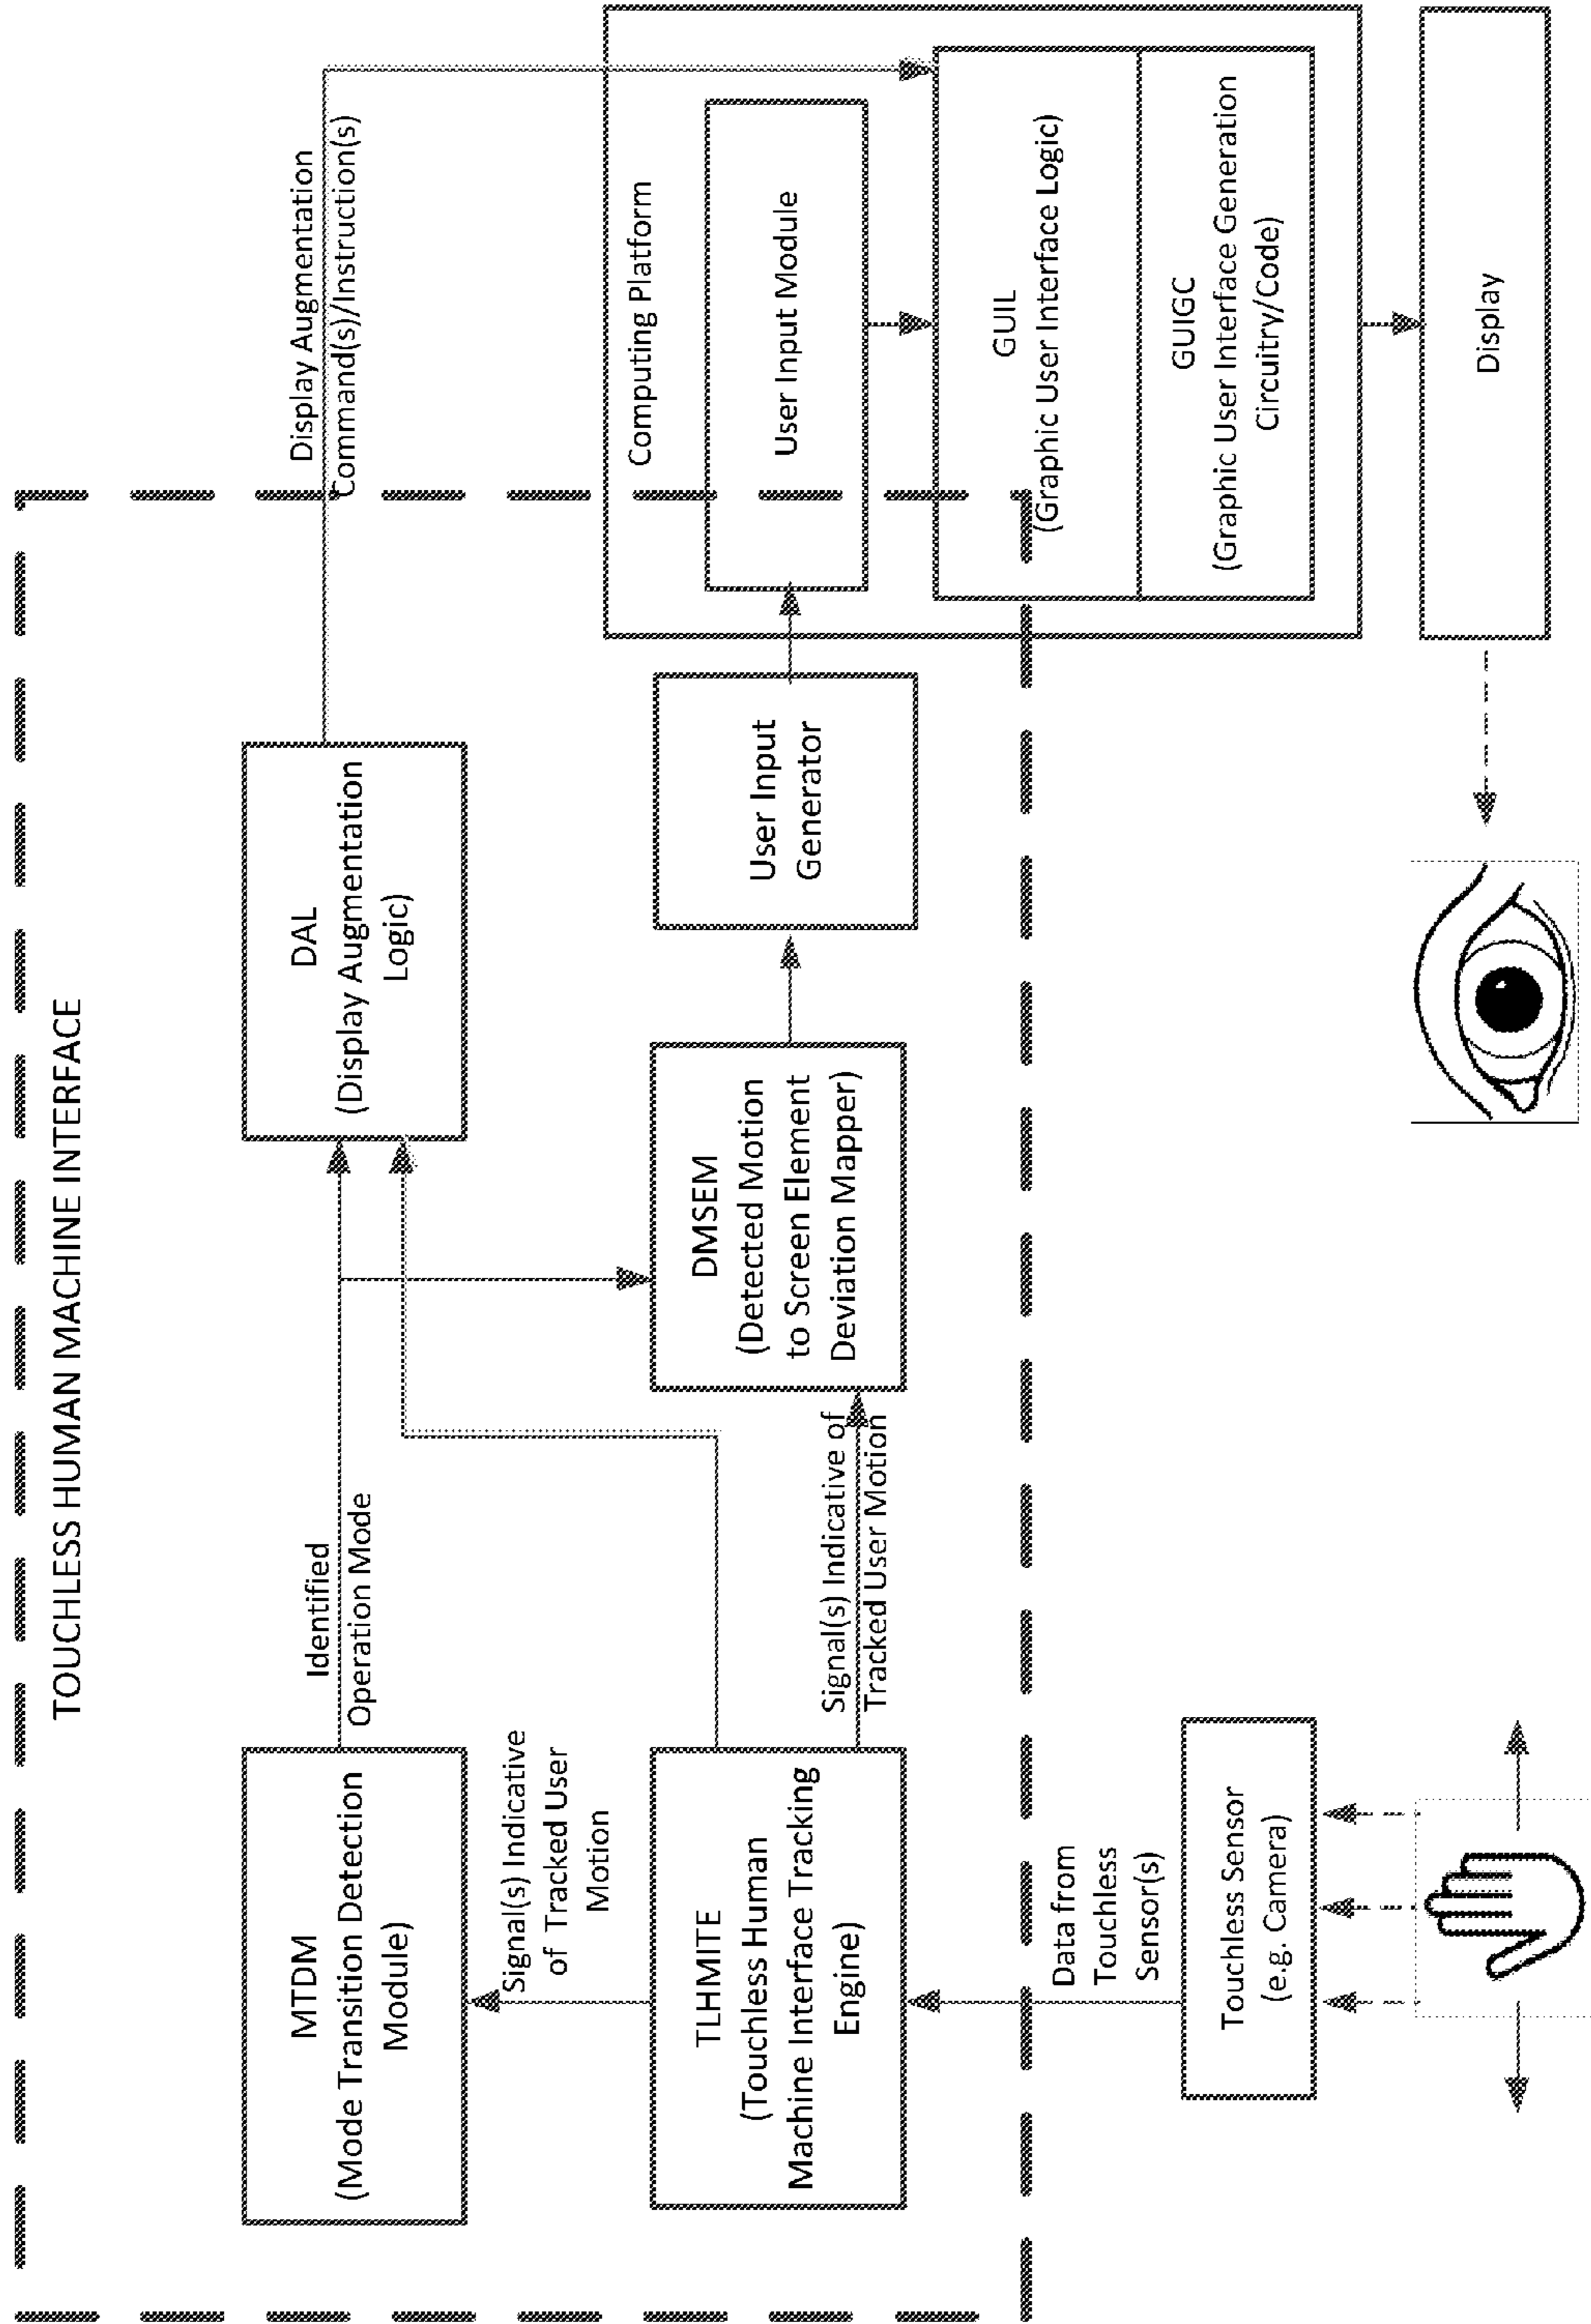 TOUCHLESS HUMAN MACHINE INTERFACE
MTDM
(Mode Transition Detection
Module)
Identified
Operation Mode
DAL
(Display Augmentation
Logic)
Display Augmentation
Command(s)/Instruction(s)
Signal(s) Indicative
of Tracked User
Motion
TLHMITE
(Touchless Human
Machine Interface Tracking
Engine)
Signal(s) Indicative of
Tracked User Motion
DMSEM
(Detected Motion
to Screen Element
Deviation Mapper)
User Input
Generator
Computing Platform
User Input Module
GUIL
(Graphic User Interface Logic)
GUIGC
(Graphic User Interface Generation
Circuitry/Code)
Data from
Touchless
Sensor(s)
Touchless Sensor
(e.g. Camera)
Display